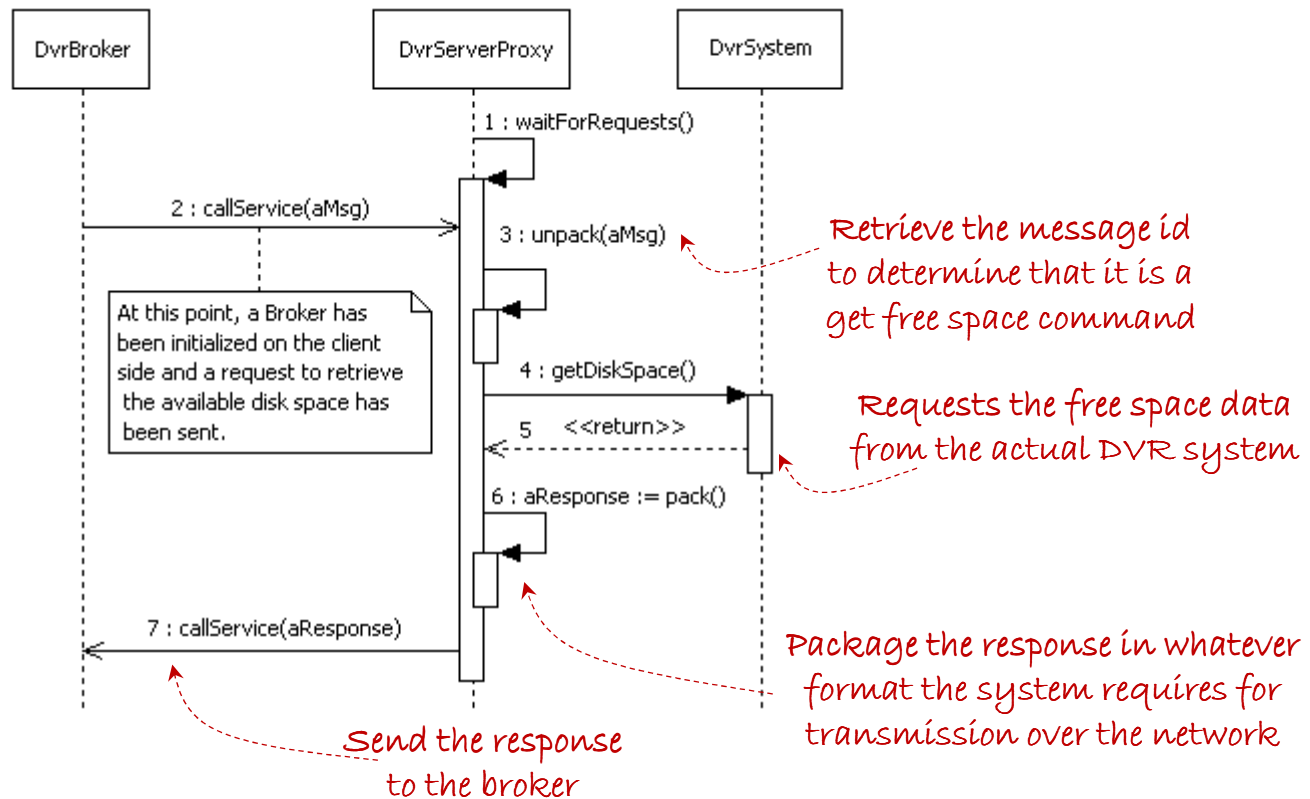 DvrBroker
DvrServerProxy
DvrSystem
1 : waitForRequests()
2 : callService(aMsg)
3 : unpack(aMsg)
Retrieve the message id
to determine that it is a
get free space command
At this point, a Broker has
been initialized on the client
side and a request to retrieve
the available disk space has
been sent.
4 : getDiskSpace()
Requests the free space data
from the actual DVR system
5 <<return>>
6 : aResponse := pack()
7 : callService(aResponse)
Package the response in whatever
format the system requires for
transmission over the network
Send the response
to the broker